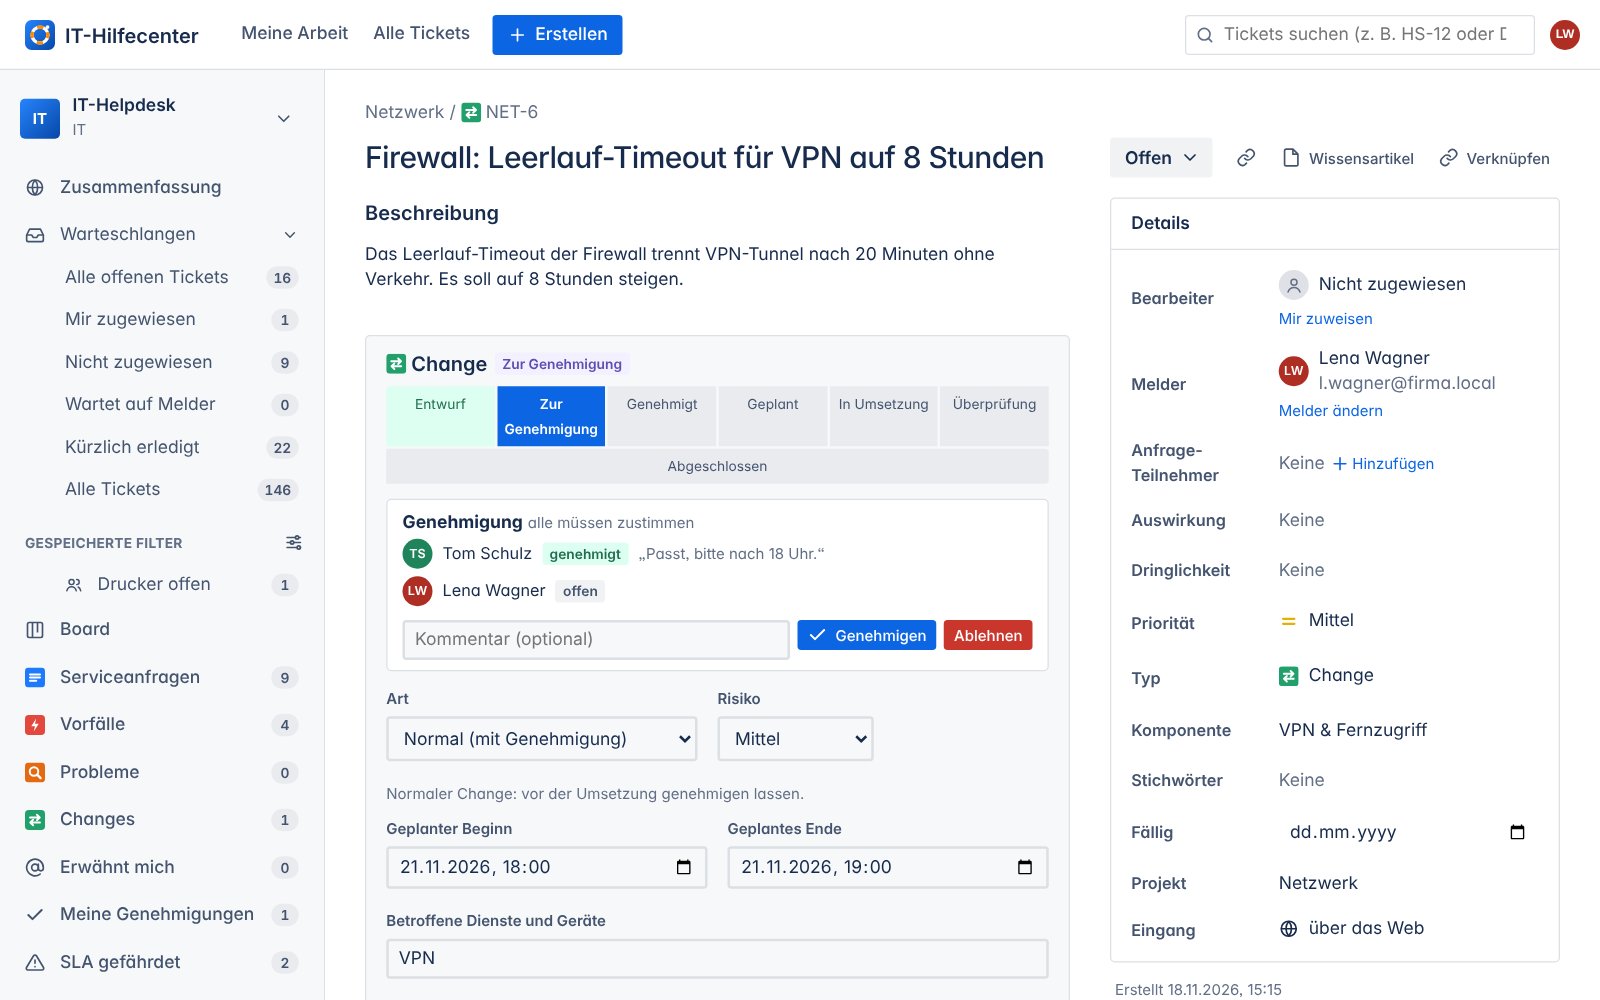 IT-Hilfecenter
Meine Arbeit
Alle Tickets
+ Erstellen
Tickets suchen (z. B. HS-12 oder D
LW
IT
IT-Helpdesk
IT
Zusammenfassung
Warteschlangen
Alle offenen Tickets 16
Mir zugewiesen 1
Nicht zugewiesen 9
Wartet auf Melder 0
Kürzlich erledigt 22
Alle Tickets 146
GESPEICHERTE FILTER
Drucker offen 1
Board
Serviceanfragen 9
Vorfälle 4
Probleme 0
Changes 1
Erwähnt mich 0
Meine Genehmigungen 1
SLA gefährdet 2
Netzwerk / NET-6
Firewall: Leerlauf-Timeout für VPN auf 8 Stunden
Beschreibung
Das Leerlauf-Timeout der Firewall trennt VPN-Tunnel nach 20 Minuten ohne
Verkehr. Es soll auf 8 Stunden steigen.
Change Zur Genehmigung
Entwurf
Zur
Genehmigung
Genehmigt
Geplant
In Umsetzung
Überprüfung
Abgeschlossen
Genehmigung alle müssen zustimmen
TS Tom Schulz genehmigt „Passt, bitte nach 18 Uhr.“
LW Lena Wagner offen
Kommentar (optional)
Genehmigen
Ablehnen
Art
Normal (mit Genehmigung)
Risiko
Mittel
Normaler Change: vor der Umsetzung genehmigen lassen.
Geplanter Beginn
21.11.2026, 18:00
Geplantes Ende
21.11.2026, 19:00
Betroffene Dienste und Geräte
VPN
Offen
Wissensartikel
Verknüpfen
Details
Bearbeiter
Nicht zugewiesen
Mir zuweisen
Melder
LW
Lena Wagner
l.wagner@firma.local
Melder ändern
Anfrage-
Teilnehmer
Keine + Hinzufügen
Auswirkung Keine
Dringlichkeit Keine
Priorität Mittel
Typ Change
Komponente VPN & Fernzugriff
Stichwörter Keine
Fällig dd.mm.yyyy
Projekt Netzwerk
Eingang über das Web
Erstellt 18.11.2026, 15:15